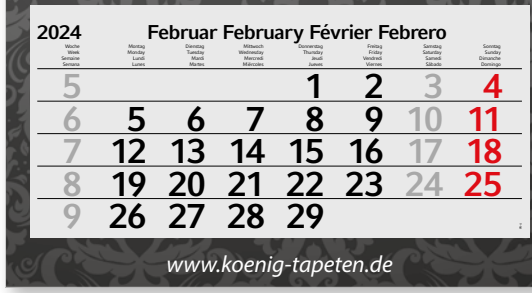 2024 Februar February Février Febrero
Woche Montag Dienstag Mittwoch Donnerstag Freitag Samstag Sonntag
Week Monday Tuesday Wednesday Thursday Friday Saturday Sunday
Semaine Lundi Mardi Mercredi Jeudi Vendredi Samedi Dimanche
Semana Lunes Martes Miércoles Jueves Viernes Sábado Domingo
5 1 2 3 4
6 5 6 7 8 9 10 11
7 12 13 14 15 16 17 18
8 19 20 21 22 23 24 25
9 26 27 28 29
www.koenig-tapeten.de